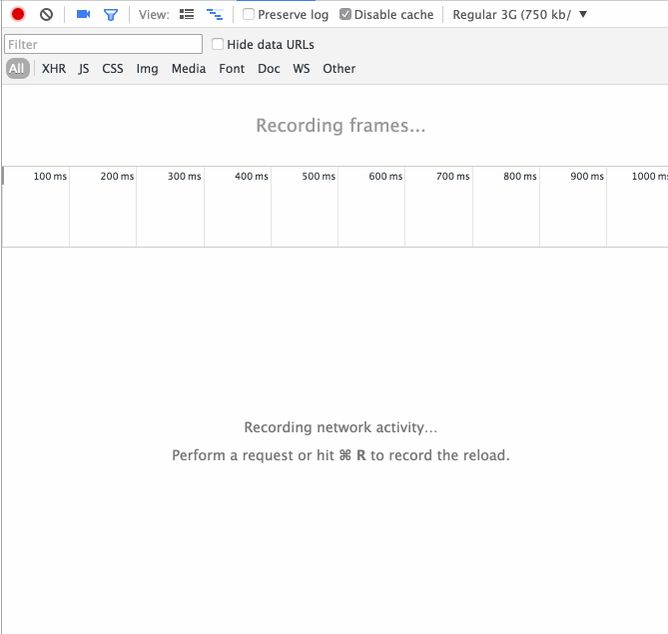 View: Preserve log Disable cache Regular 3G (750 kb/ ▼
Filter Hide data URLs
All XHR JS CSS Img Media Font Doc WS Other
Recording frames...
100 ms 200 ms 300 ms 400 ms 500 ms 600 ms 700 ms 800 ms 900 ms 1000 ms
Recording network activity...
Perform a request or hit ⌘ R to record the reload.